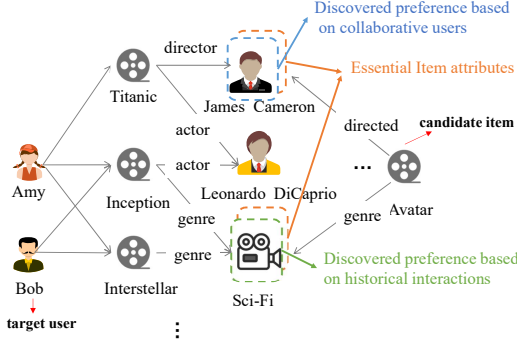 Discovered preference based
on collaborative users
director
Essential Item attributes
Titanic
James Cameron
actor
directed
candidate item
actor
...
Amy
Inception
Leonardo DiCaprio
Avatar
genre
genre
genre
Discovered preference based
on historical interactions
Bob
Interstellar
Sci-Fi
target user